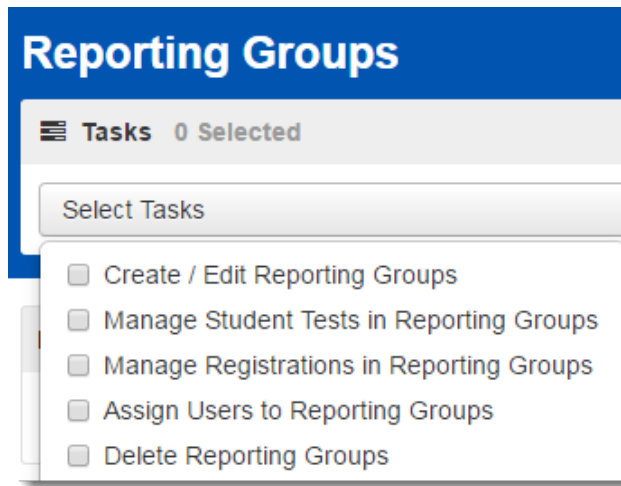 Reporting Groups
Tasks 0 Selected
Select Tasks
Create / Edit Reporting Groups
Manage Student Tests in Reporting Groups
Manage Registrations in Reporting Groups
Assign Users to Reporting Groups
Delete Reporting Groups